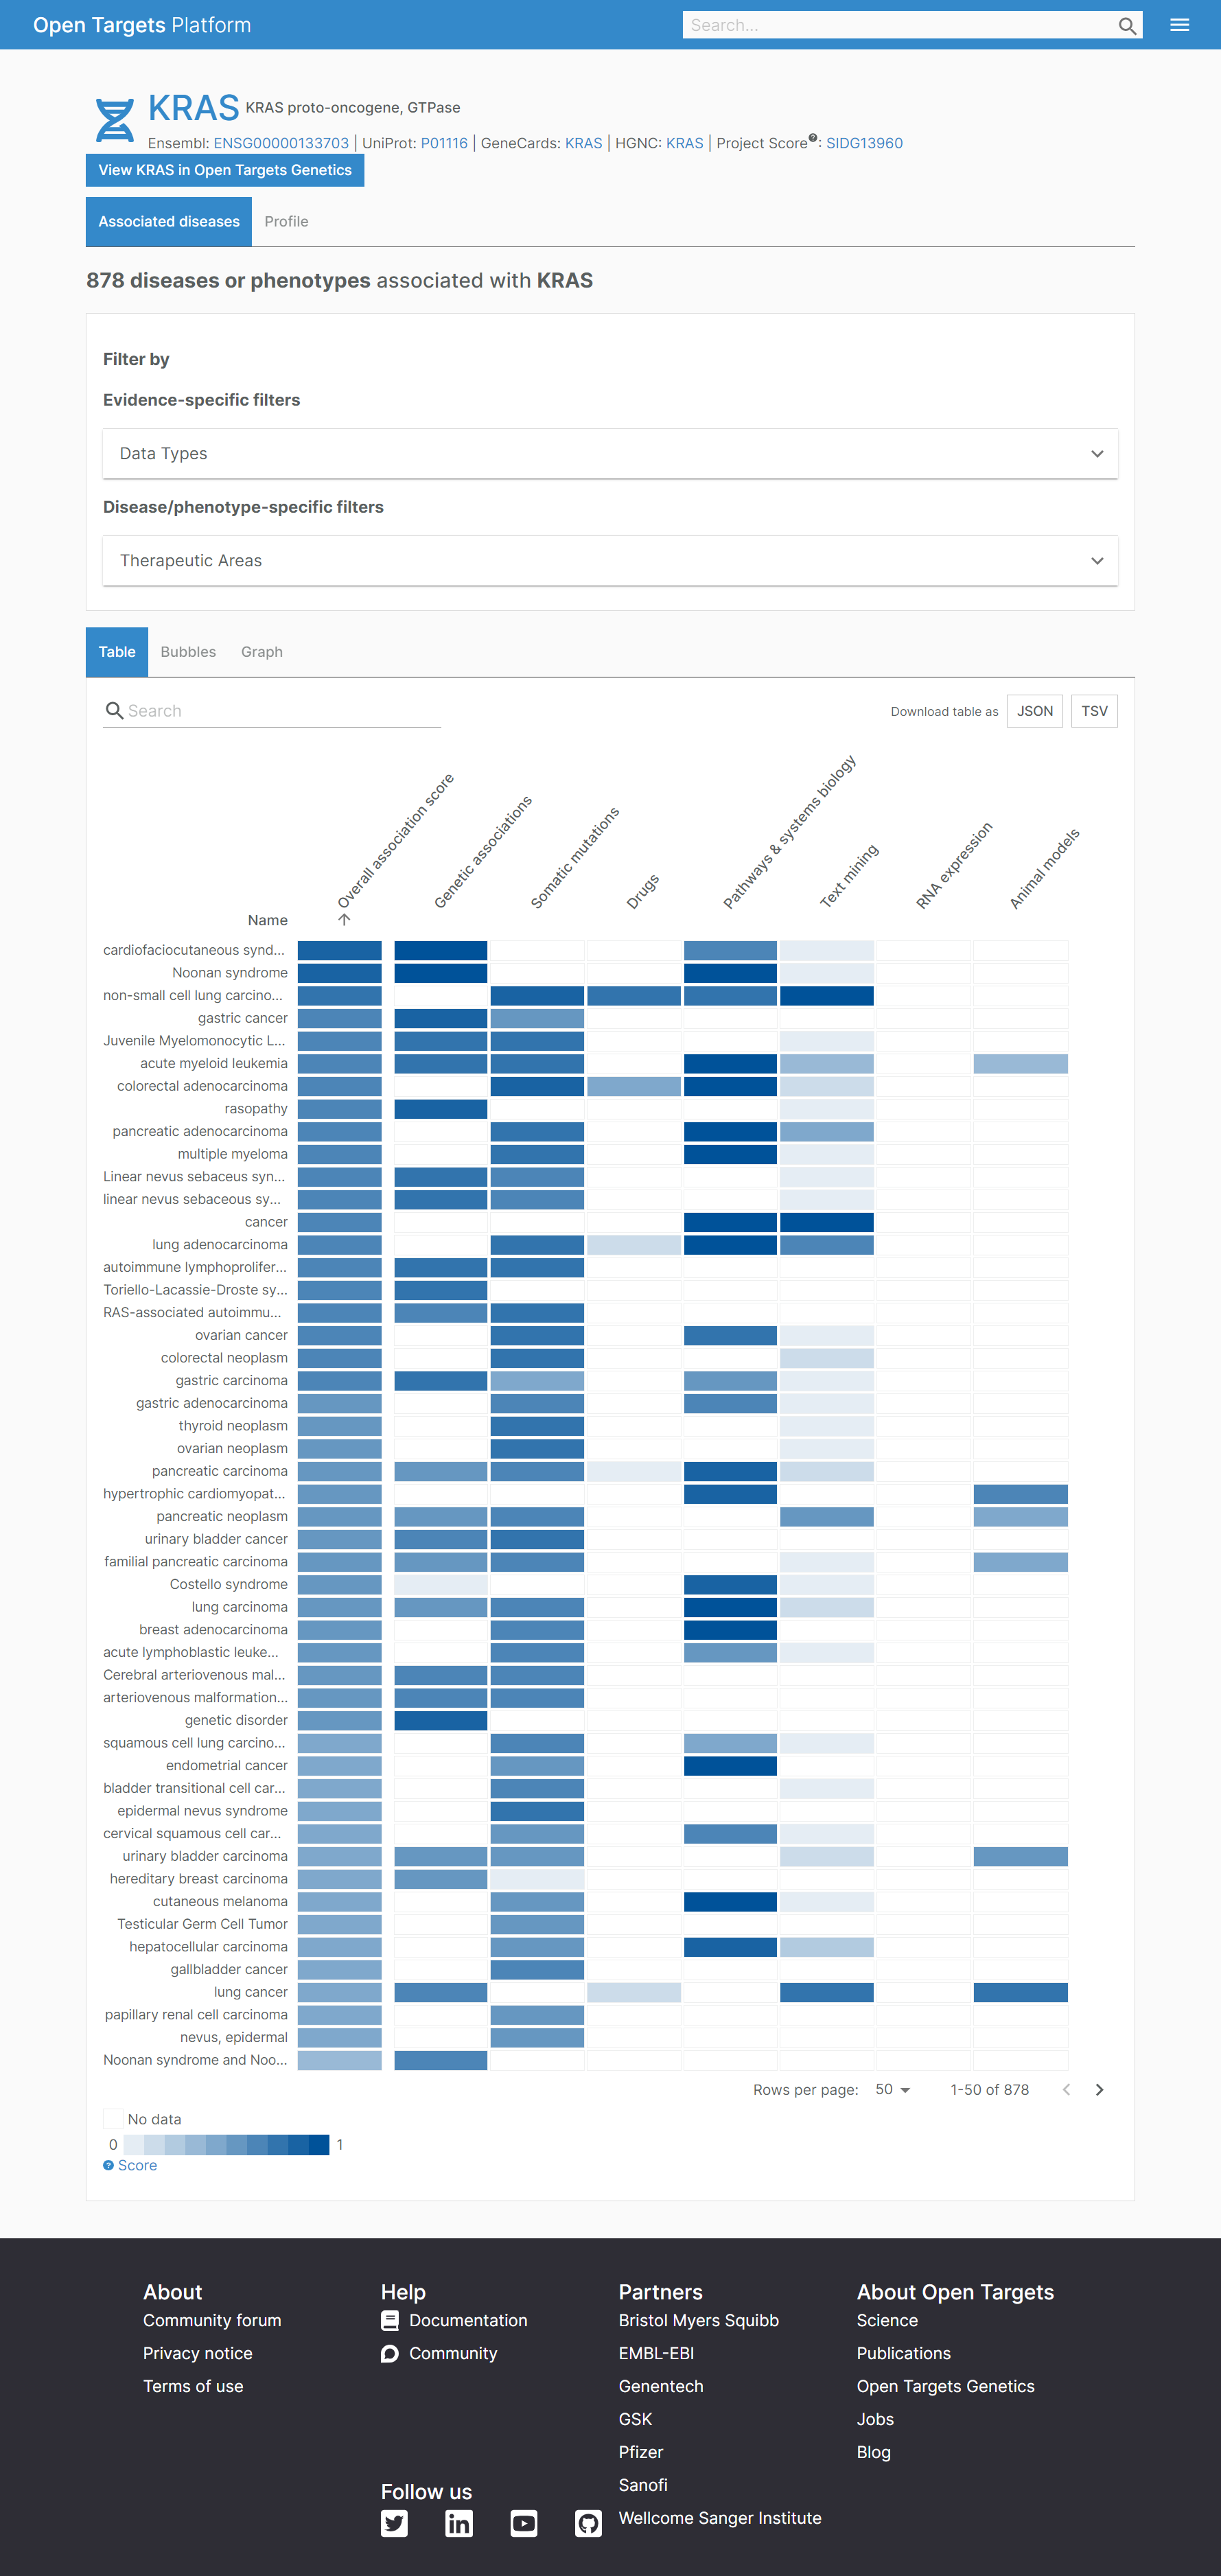 Open Targets Platform
Search...
KRAS KRAS proto-oncogene, GTPase
Ensembl: ENSG00000133703 | UniProt: P01116 | GeneCards: KRAS | HGNC: KRAS | Project Score?: SIDG13960
View KRAS in Open Targets Genetics
Associated diseases Profile
878 diseases or phenotypes associated with KRAS
Filter by
Evidence-specific filters
Data Types
Disease/phenotype-specific filters
Therapeutic Areas
Table Bubbles Graph
Search
Download table as JSON TSV
Name
Overall association score
Genetic associations
Somatic mutations
Drugs
Pathways & systems biology
Text mining
RNA expression
Animal models
cardiofaciocutaneous synd...
Noonan syndrome
non-small cell lung carcino...
gastric cancer
Juvenile Myelomonocytic L...
acute myeloid leukemia
colorectal adenocarcinoma
rasopathy
pancreatic adenocarcinoma
multiple myeloma
Linear nevus sebaceus syn...
linear nevus sebaceous sy...
cancer
lung adenocarcinoma
autoimmune lymphoprolifer...
Toriello-Lacassie-Droste sy...
RAS-associated autoimmu...
ovarian cancer
colorectal neoplasm
gastric carcinoma
gastric adenocarcinoma
thyroid neoplasm
ovarian neoplasm
pancreatic carcinoma
hypertrophic cardiomyopat...
pancreatic neoplasm
urinary bladder cancer
familial pancreatic carcinoma
Costello syndrome
lung carcinoma
breast adenocarcinoma
acute lymphoblastic leuke...
Cerebral arteriovenous mal...
arteriovenous malformation...
genetic disorder
squamous cell lung carcino...
endometrial cancer
bladder transitional cell car...
epidermal nevus syndrome
cervical squamous cell car...
urinary bladder carcinoma
hereditary breast carcinoma
cutaneous melanoma
Testicular Germ Cell Tumor
hepatocellular carcinoma
gallbladder cancer
lung cancer
papillary renal cell carcinoma
nevus, epidermal
Noonan syndrome and Noo...
Rows per page: 50 1-50 of 878
No data
0 1
? Score
About
Community forum
Privacy notice
Terms of use
Help
Documentation
Community
Follow us
Partners
Bristol Myers Squibb
EMBL-EBI
Genentech
GSK
Pfizer
Sanofi
Wellcome Sanger Institute
About Open Targets
Science
Publications
Open Targets Genetics
Jobs
Blog